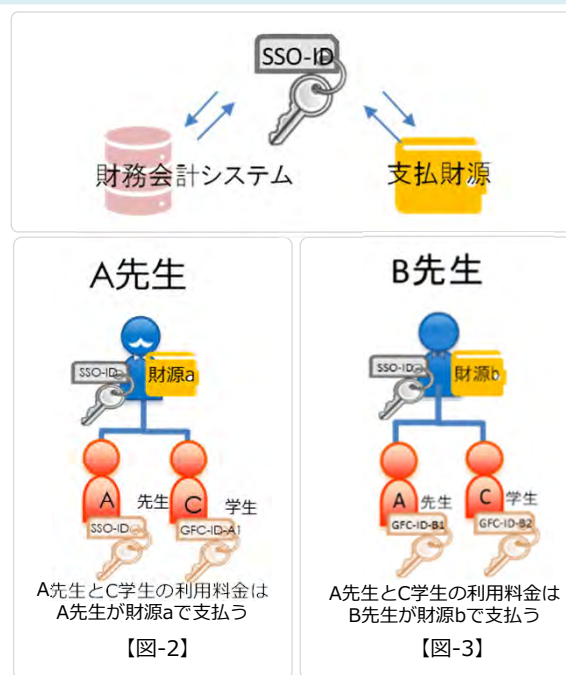 SSO-ID
財務会計システム
支払財源
A先生
SSO-ID
財源a
A
先生
C
学生
SSO-ID
GFC-ID-A1
A先生とC学生の利用料金は
A先生が財源aで支払う
【図-2】
B先生
SSO-ID
財源b
A
先生
C
学生
GFC-ID-B1
GFC-ID-B2
A先生とC学生の利用料金は
B先生が財源bで支払う
【図-3】